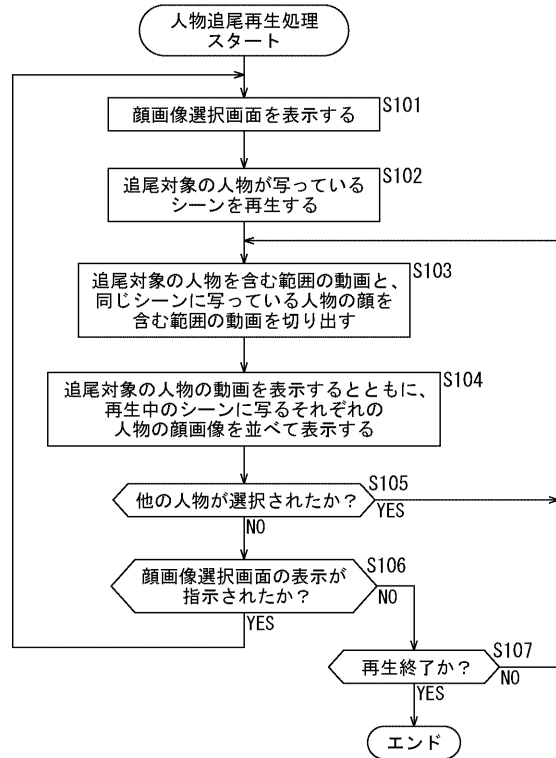 人物追尾再生処理
スタート
S101
顔画像選択画面を表示する
S102
追尾対象の人物が写っている
シーンを再生する
S103
追尾対象の人物を含む範囲の動画と、
同じシーンに写っている人物の顔を
含む範囲の動画を切り出す
S104
追尾対象の人物の動画を表示するとともに、
再生中のシーンに写るそれぞれの
人物の顔画像を並べて表示する
S105
他の人物が選択されたか？
YES
NO
S106
顔画像選択画面の表示が
指示されたか？
NO
YES
S107
再生終了か？
NO
YES
エンド